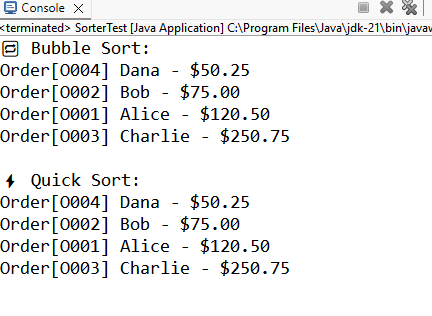 Console
<terminated> SorterTest [Java Application] C:\Program Files\Java\jdk-21\bin\javaw
🔁 Bubble Sort:
Order[O004] Dana - $50.25
Order[O002] Bob - $75.00
Order[O001] Alice - $120.50
Order[O003] Charlie - $250.75
⚡ Quick Sort:
Order[O004] Dana - $50.25
Order[O002] Bob - $75.00
Order[O001] Alice - $120.50
Order[O003] Charlie - $250.75